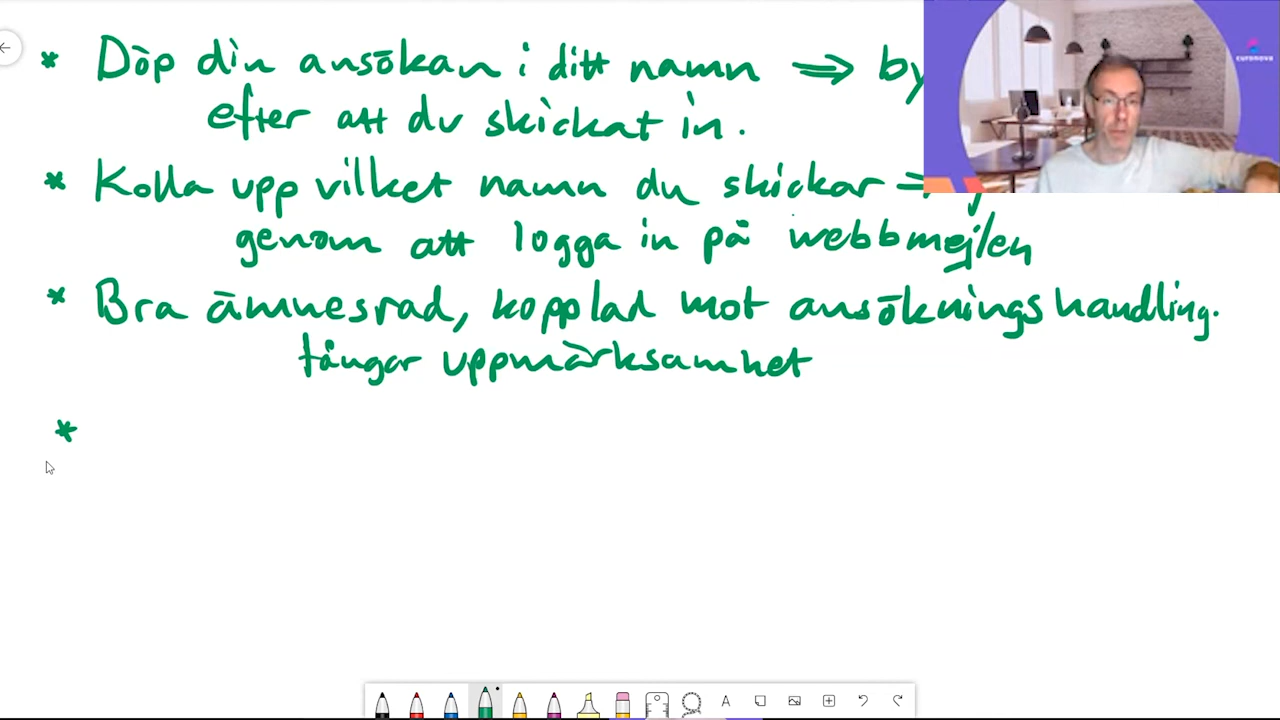 * Döp din ansökan i ditt namn ⇒ by
efter att du skickat in.
* Kolla upp vilket namn du skickar
genom att logga in på webbmejlen
* Bra ämnesrad, kopplad mot ansökningshandling.
fångar uppmärksamhet
*
curanova
A